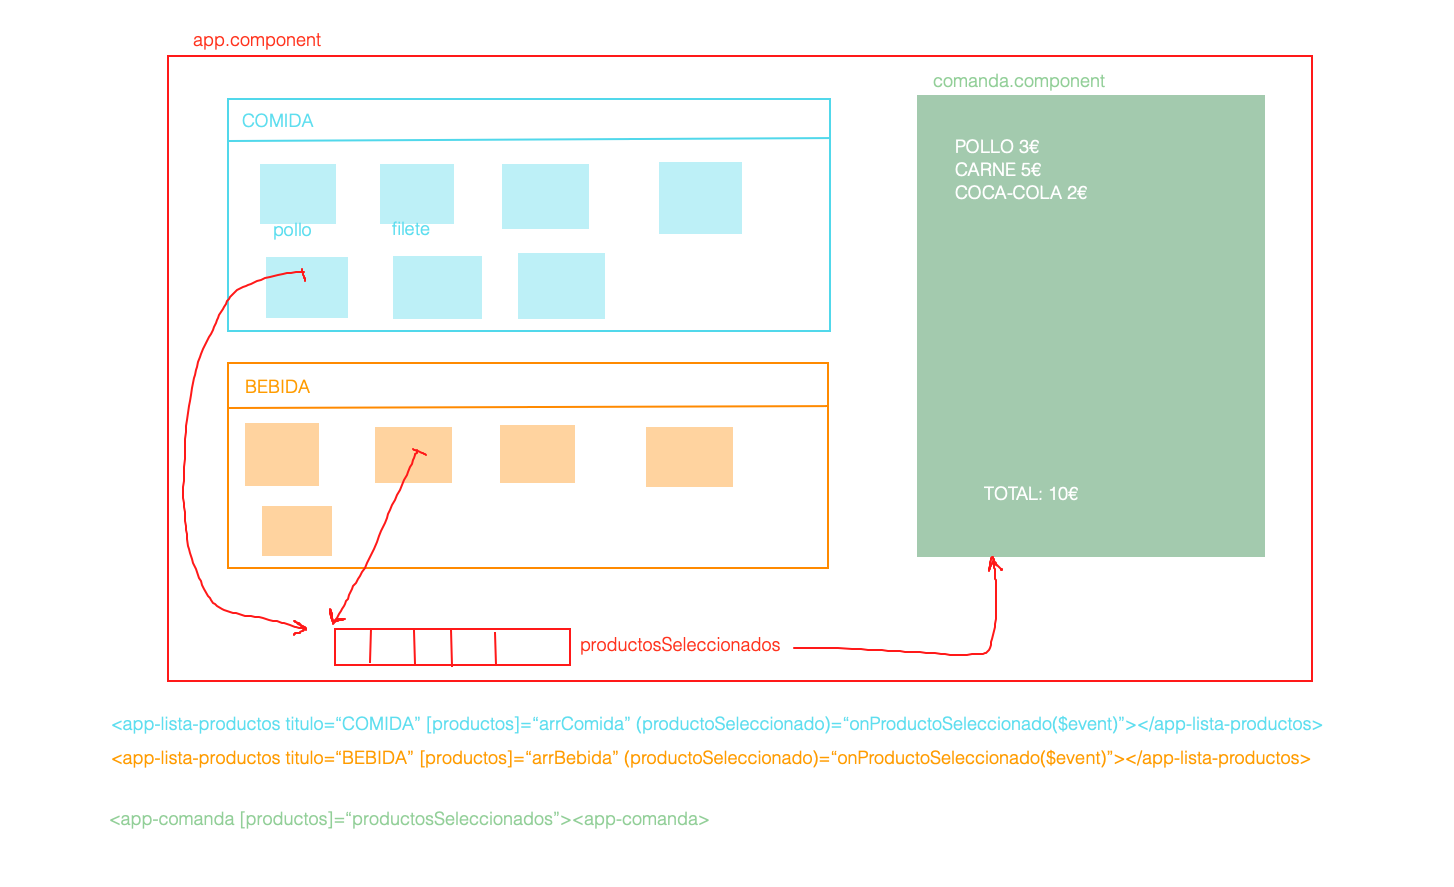 app.component
comanda.component
COMIDA
pollo
filete
POLLO 3€
CARNE 5€
COCA-COLA 2€
BEBIDA
TOTAL: 10€
productosSeleccionados
<app-lista-productos titulo=“COMIDA” [productos]=“arrComida” (productoSeleccionado)=“onProductoSeleccionado($event)”></app-lista-productos>
<app-lista-productos titulo=“BEBIDA” [productos]=“arrBebida” (productoSeleccionado)=“onProductoSeleccionado($event)”></app-lista-productos>
<app-comanda [productos]=“productosSeleccionados”><app-comanda>